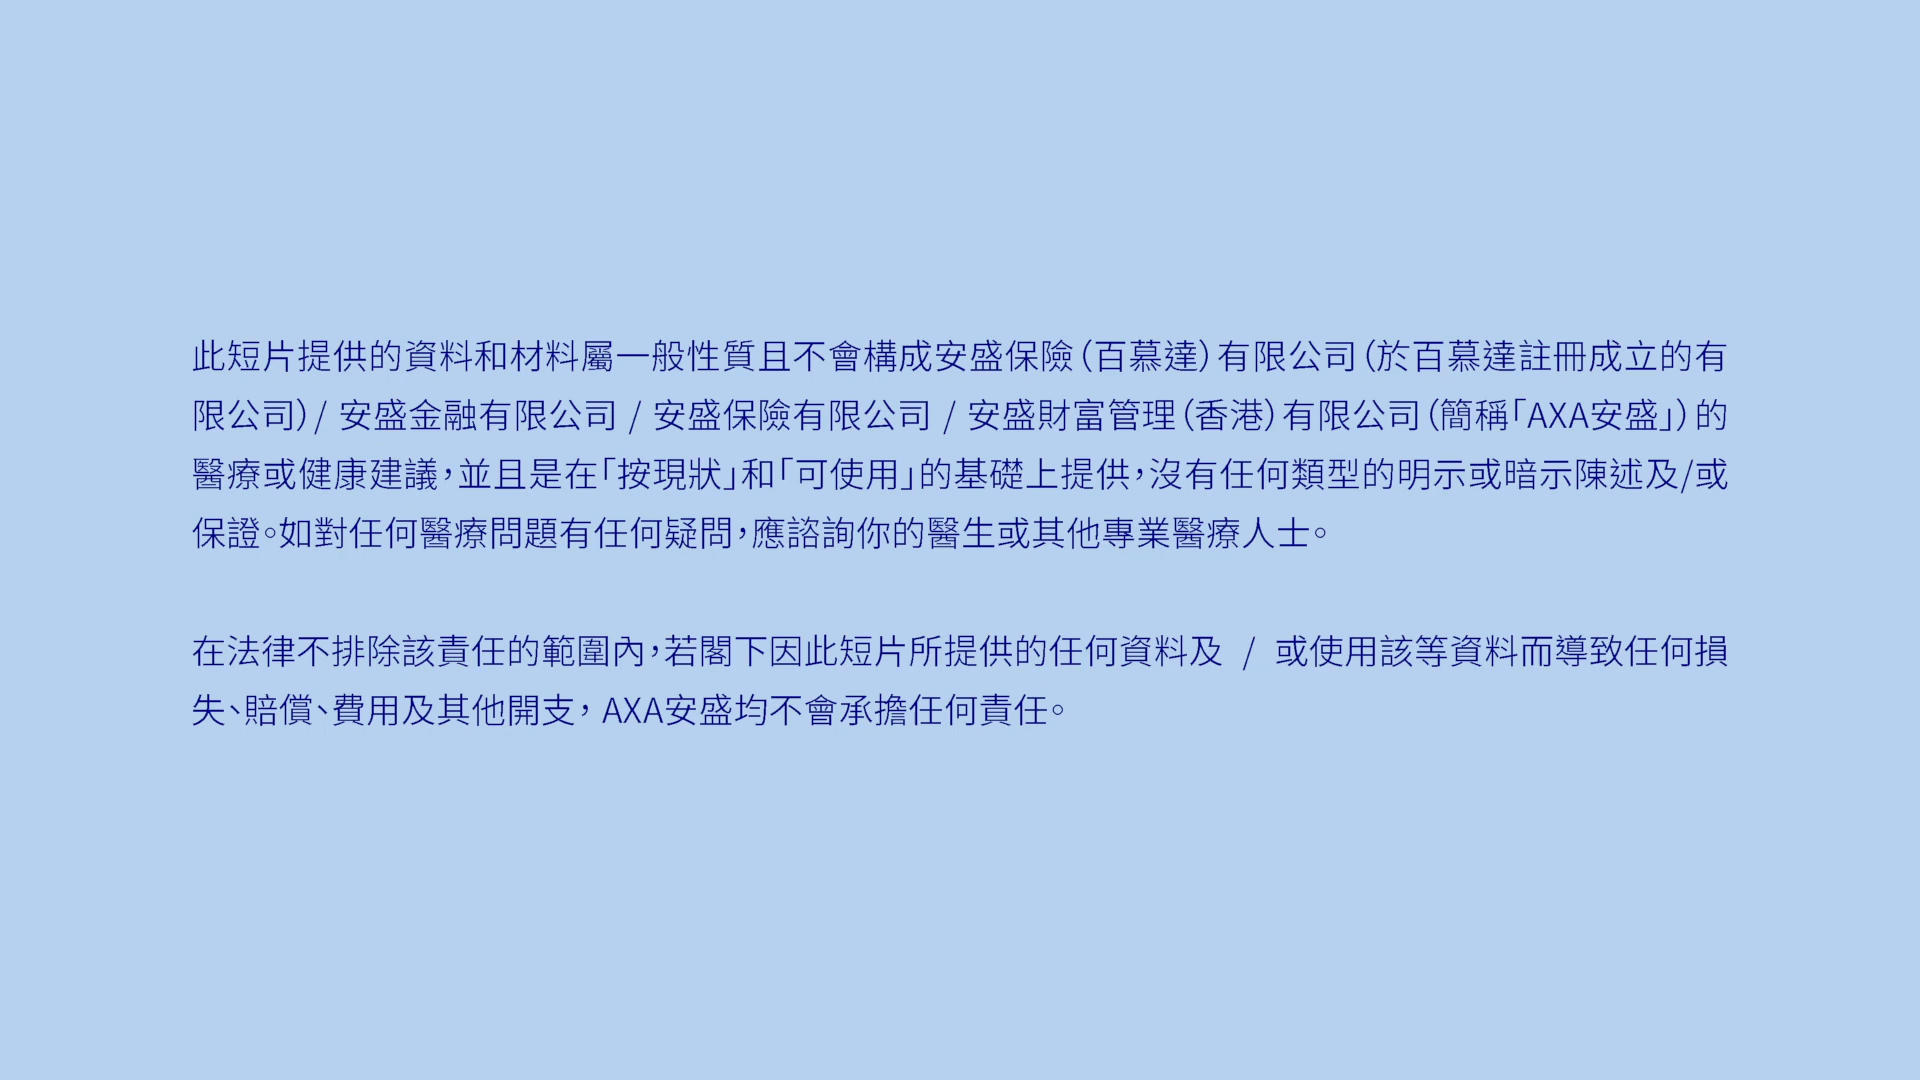 此短片提供的資料和材料屬一般性質且不會構成安盛保險（百慕達）有限公司（於百慕達註冊成立的有
限公司）/ 安盛金融有限公司 / 安盛保險有限公司 / 安盛財富管理（香港）有限公司（簡稱「AXA安盛」）的
醫療或健康建議，並且是在「按現狀」和「可使用」的基礎上提供，沒有任何類型的明示或暗示陳述及/或
保證。如對任何醫療問題有任何疑問，應諮詢你的醫生或其他專業醫療人士。
在法律不排除該責任的範圍內，若閣下因此短片所提供的任何資料及 / 或使用該等資料而導致任何損
失、賠償、費用及其他開支， AXA安盛均不會承擔任何責任。